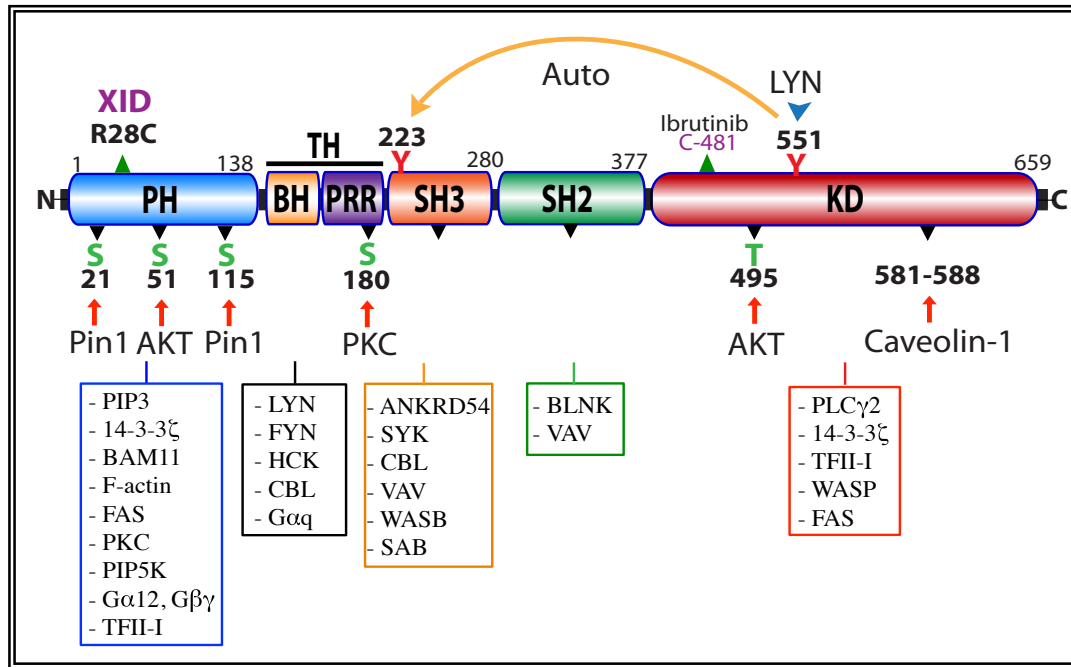 Auto
LYN
XID
R28C
Ibrutinib
C-481
TH
223
551
1
138
280
377
659
Y
Y
N
PH
BH
PRR
SH3
SH2
KD
C
S
S
S
S
T
21
51
115
180
495
581-588
Pin1
AKT
Pin1
PKC
AKT
Caveolin-1
- PIP3
- 14-3-3ζ
- BAM11
- F-actin
- FAS
- PKC
- PIP5K
- Gα12, Gβγ
- TFII-I
- LYN
- FYN
- HCK
- CBL
- Gαq
- ANKRD54
- SYK
- CBL
- VAV
- WASB
- SAB
- BLNK
- VAV
- PLCγ2
- 14-3-3ζ
- TFII-I
- WASP
- FAS